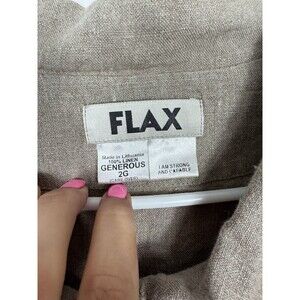 FLAX
Made in Lithuania
100% LINEN
GENEROUS
2G
I AM STRONG
AND CAPABLE